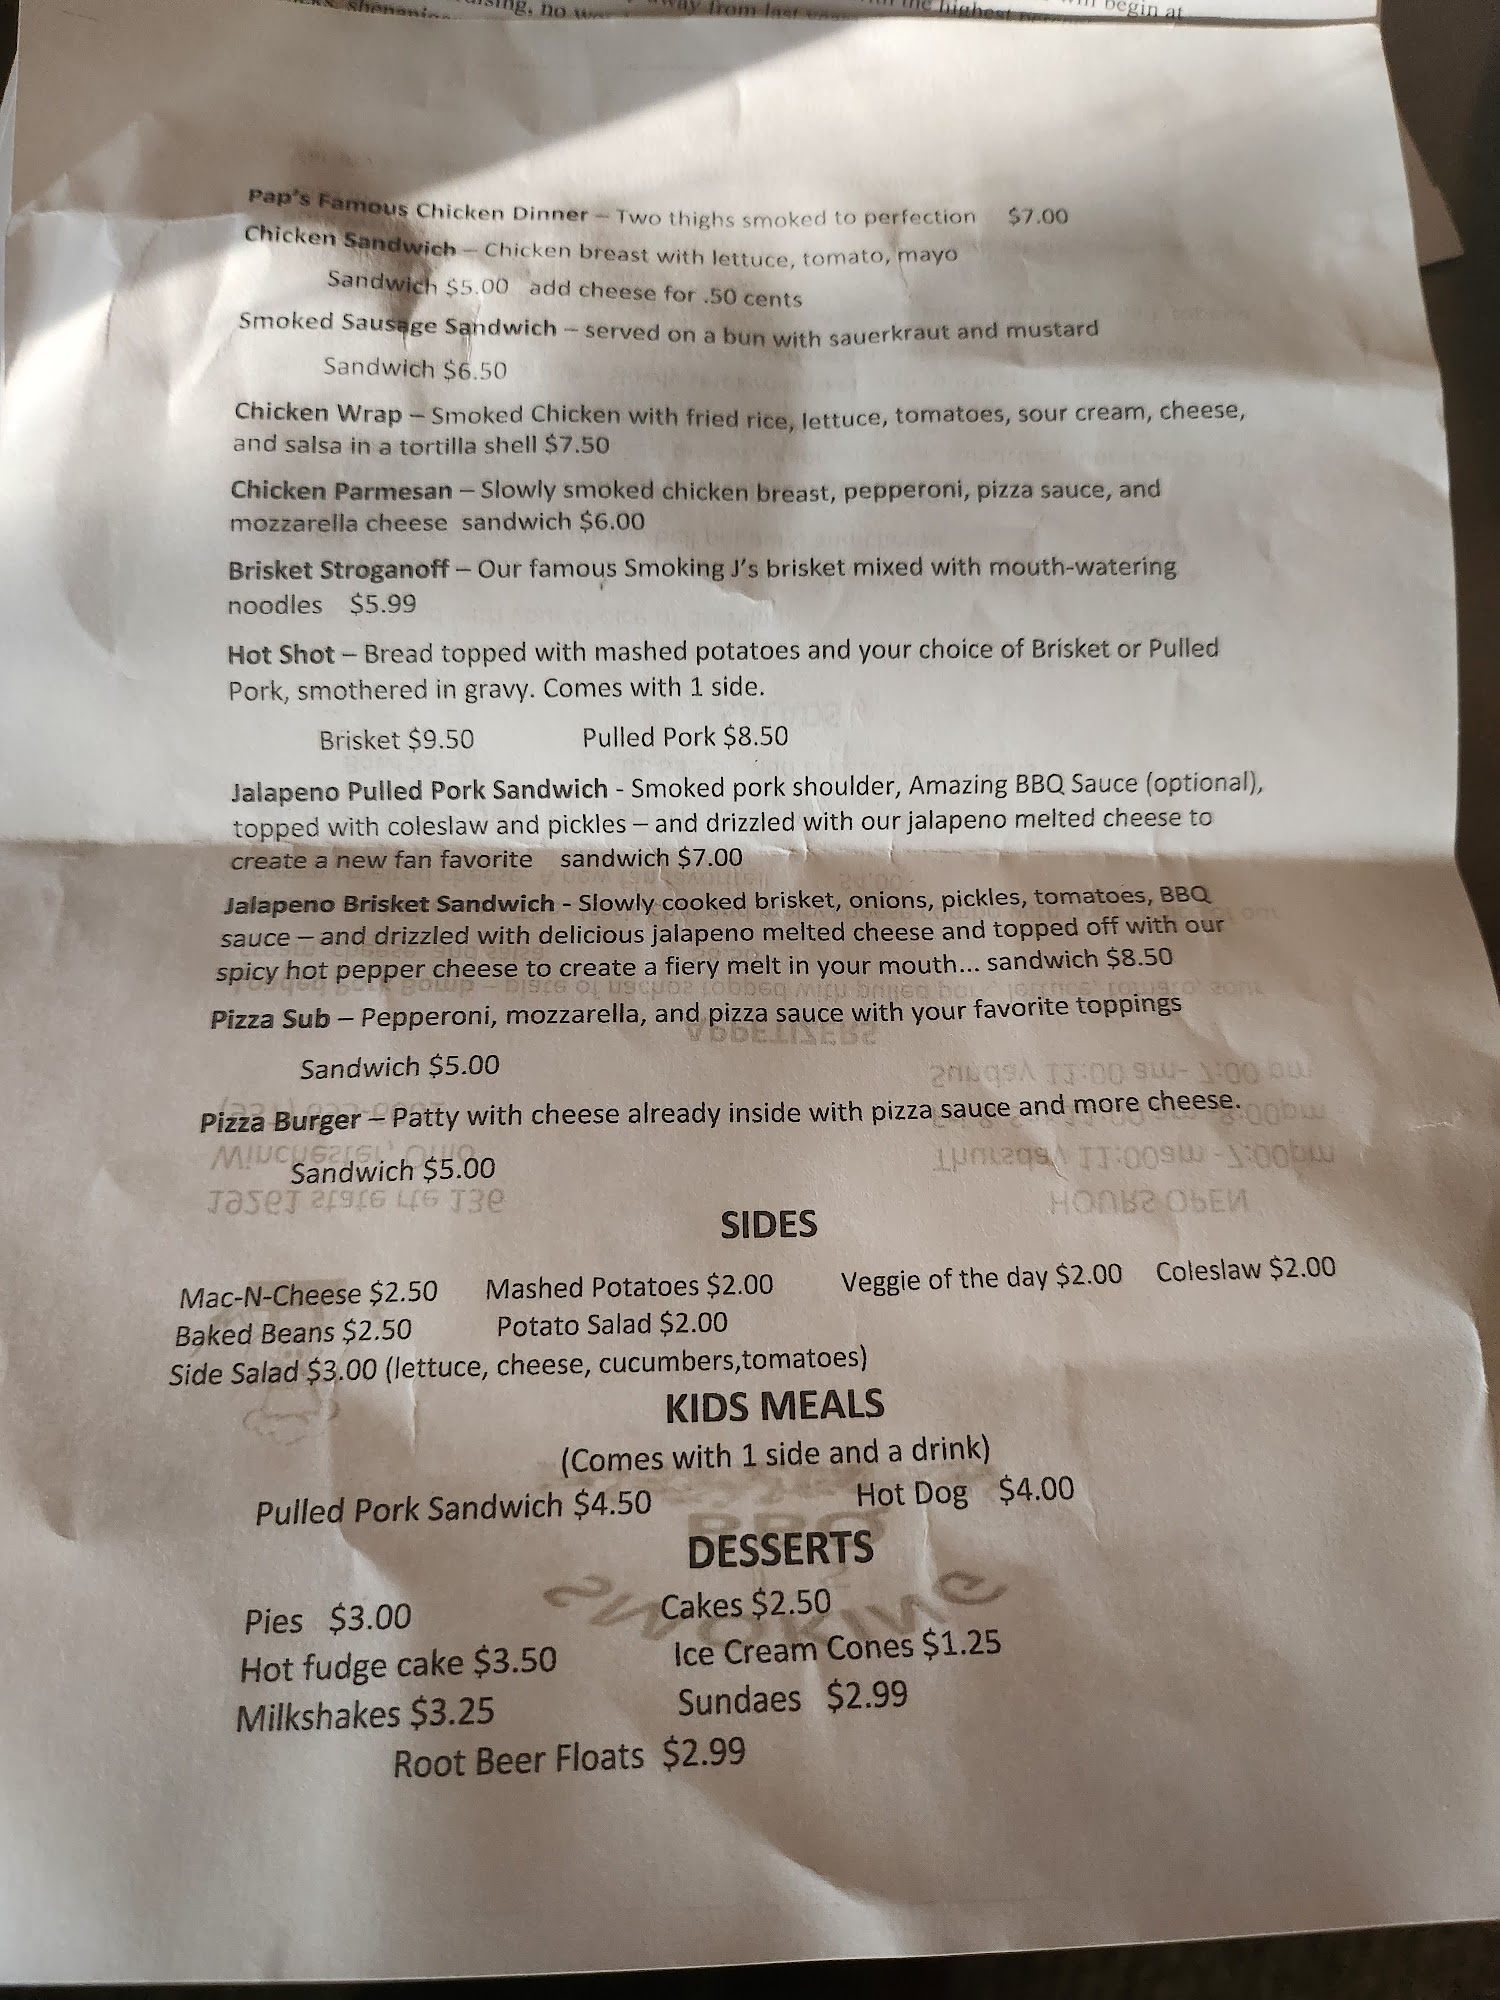 begin at
Pap's Famous Chicken Dinner – Two thighs smoked to perfection $7.00
Chicken Sandwich – Chicken breast with lettuce, tomato, mayo
Sandwich $5.00 add cheese for .50 cents
Smoked Sausage Sandwich – served on a bun with sauerkraut and mustard
Sandwich $6.50
Chicken Wrap – Smoked Chicken with fried rice, lettuce, tomatoes, sour cream, cheese,
and salsa in a tortilla shell $7.50
Chicken Parmesan – Slowly smoked chicken breast, pepperoni, pizza sauce, and
mozzarella cheese sandwich $6.00
Brisket Stroganoff – Our famous Smoking J's brisket mixed with mouth-watering
noodles $5.99
Hot Shot – Bread topped with mashed potatoes and your choice of Brisket or Pulled
Pork, smothered in gravy. Comes with 1 side.
Brisket $9.50 Pulled Pork $8.50
Jalapeno Pulled Pork Sandwich - Smoked pork shoulder, Amazing BBQ Sauce (optional),
topped with coleslaw and pickles – and drizzled with our jalapeno melted cheese to
create a new fan favorite sandwich $7.00
Jalapeno Brisket Sandwich - Slowly cooked brisket, onions, pickles, tomatoes, BBQ
sauce – and drizzled with delicious jalapeno melted cheese and topped off with our
spicy hot pepper cheese to create a fiery melt in your mouth... sandwich $8.50
Pizza Sub – Pepperoni, mozzarella, and pizza sauce with your favorite toppings
Sandwich $5.00
Pizza Burger – Patty with cheese already inside with pizza sauce and more cheese.
Sandwich $5.00
SIDES
Mac-N-Cheese $2.50 Mashed Potatoes $2.00 Veggie of the day $2.00 Coleslaw $2.00
Baked Beans $2.50 Potato Salad $2.00
Side Salad $3.00 (lettuce, cheese, cucumbers,tomatoes)
KIDS MEALS
(Comes with 1 side and a drink)
Pulled Pork Sandwich $4.50 Hot Dog $4.00
DESSERTS
Pies $3.00 Cakes $2.50
Hot fudge cake $3.50 Ice Cream Cones $1.25
Milkshakes $3.25 Sundaes $2.99
Root Beer Floats $2.99